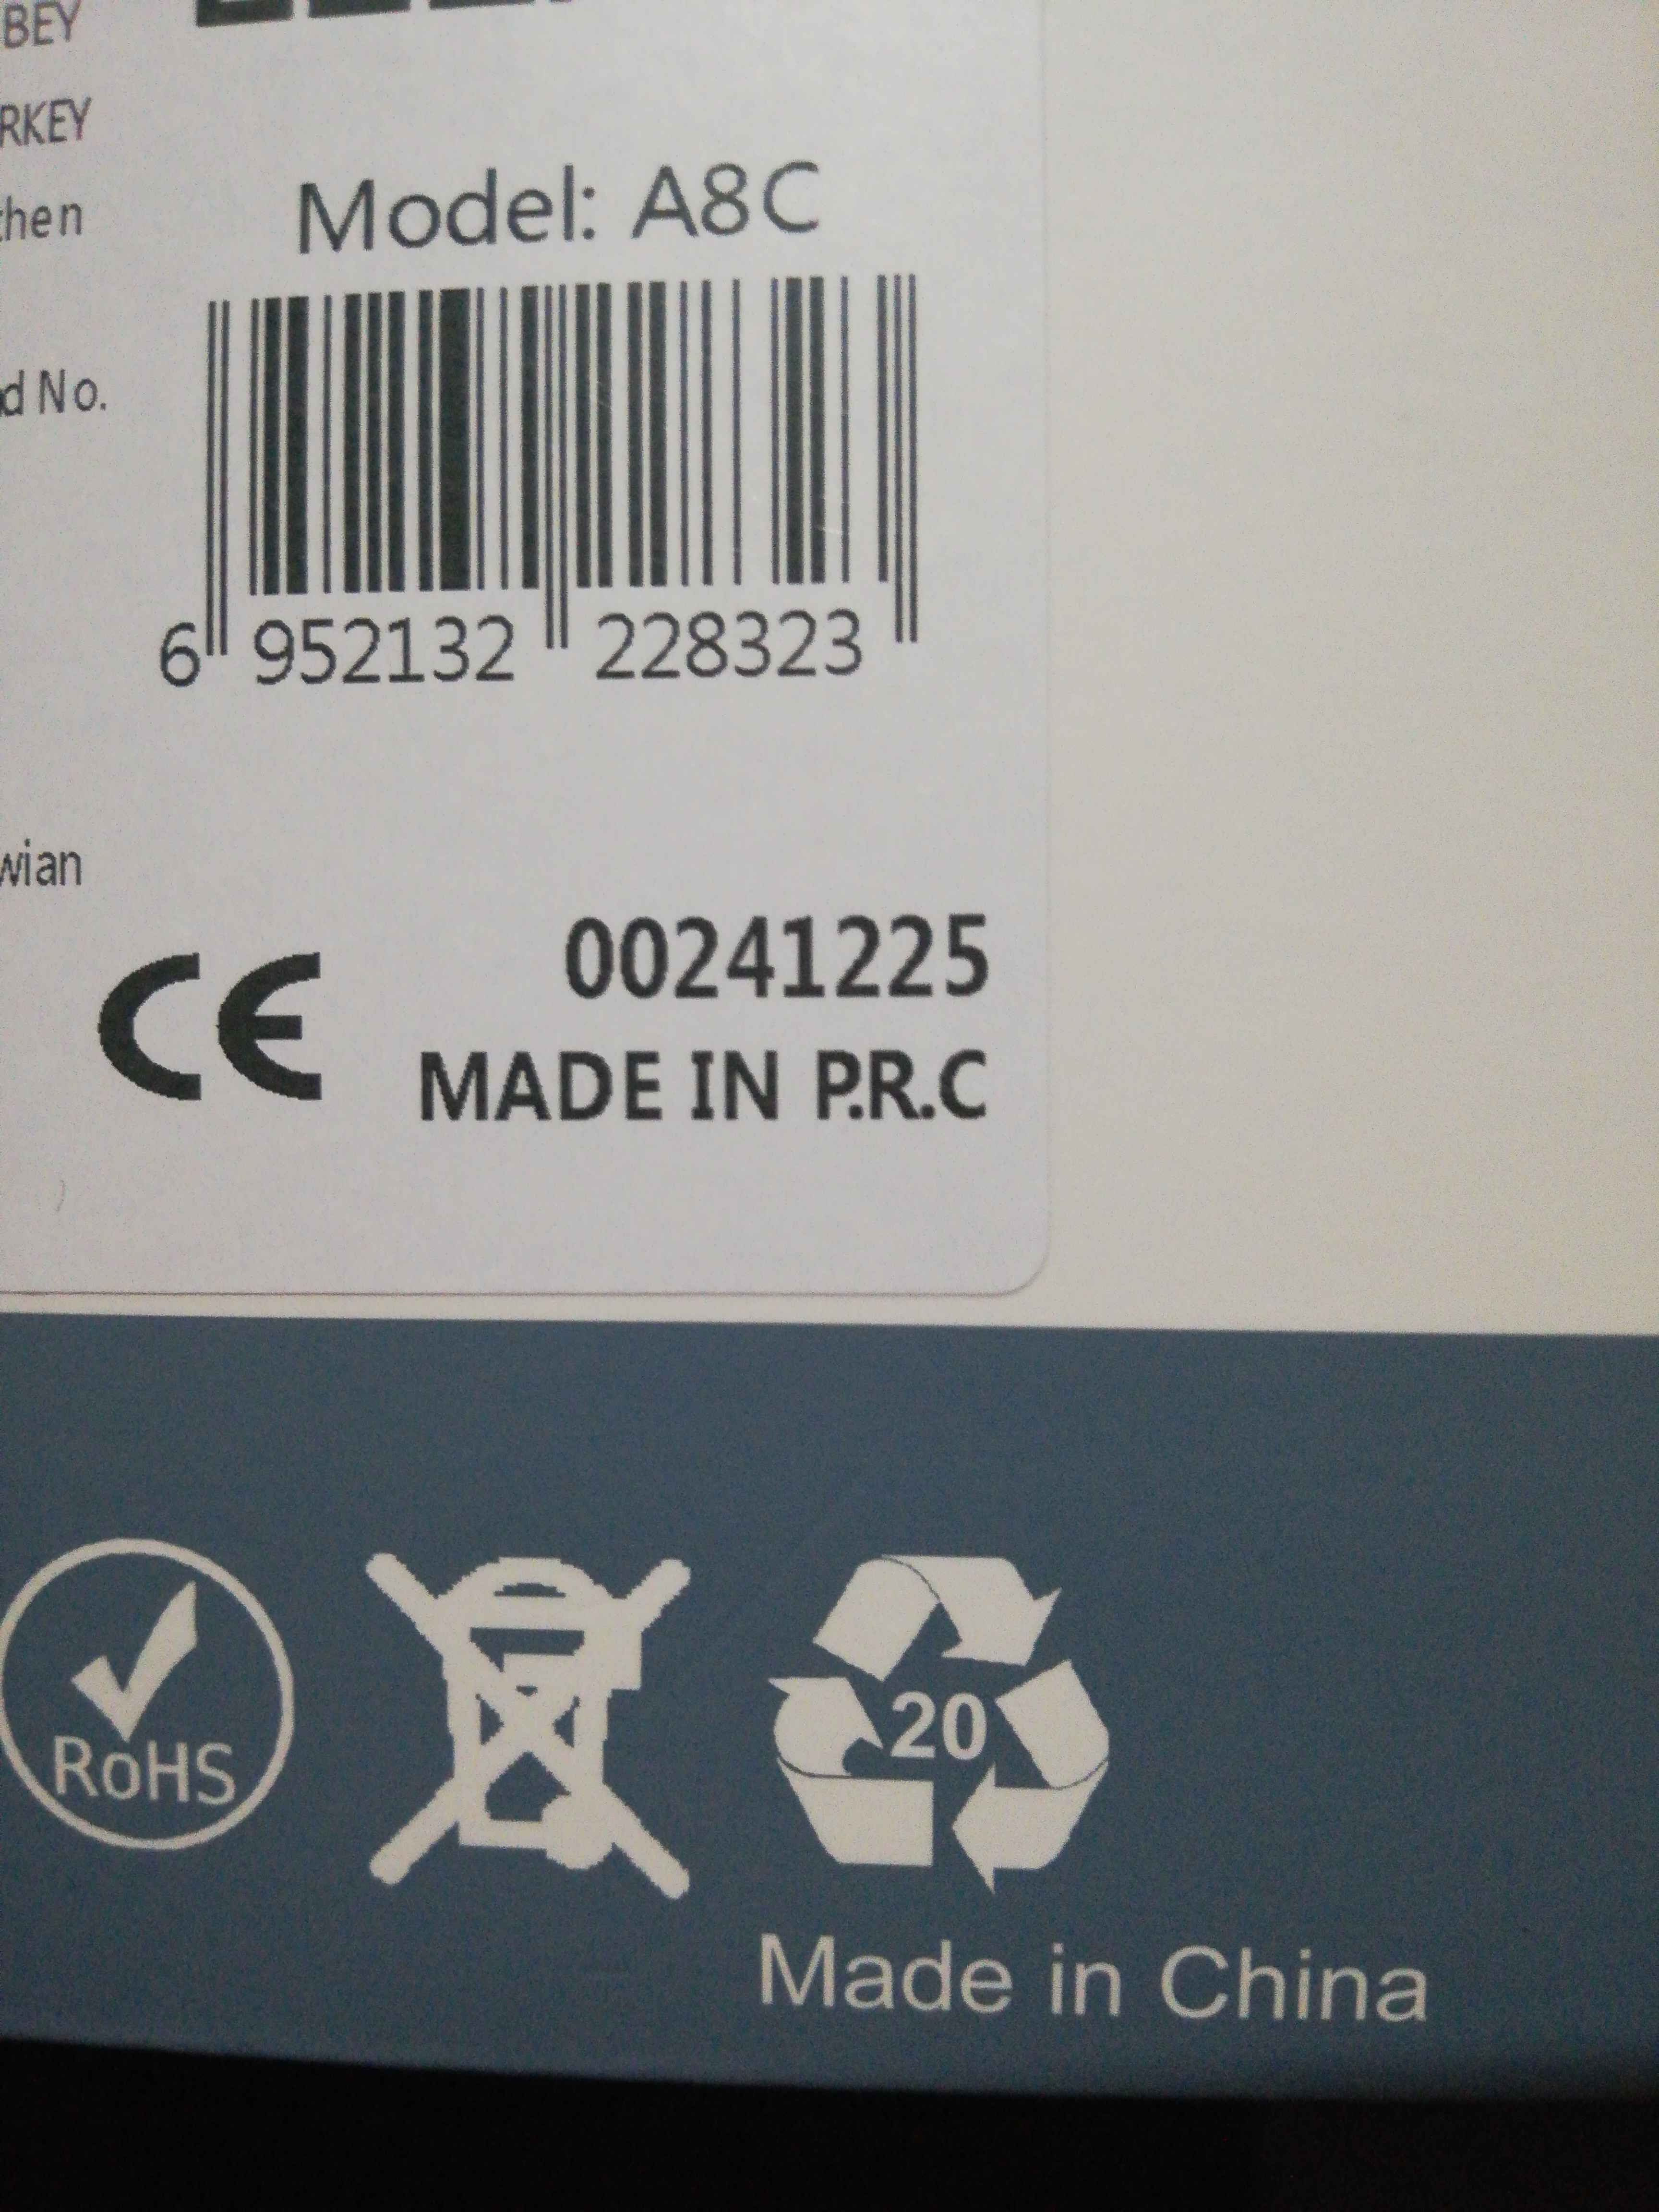 BEY
RKEY
hen
Model: A8C
d No.
6 952132 228323
wian
CE
00241225
MADE IN P.R.C
RoHS
20
Made in China